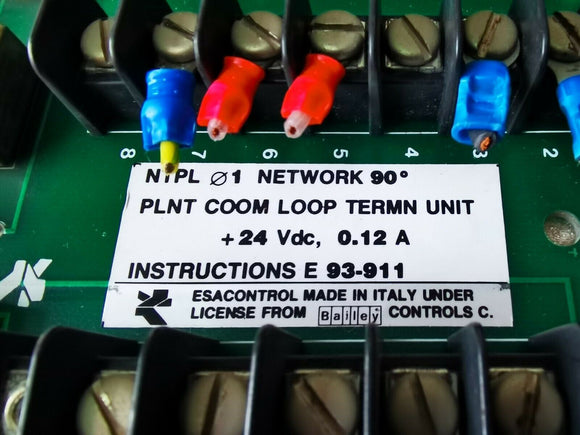 8 7 6 5 4 3 2
NTPL ∅1 NETWORK 90°
PLNT COOM LOOP TERMN UNIT
+24 Vdc, 0.12 A
INSTRUCTIONS E 93-911
ESACONTROL MADE IN ITALY UNDER
LICENSE FROM Bailey CONTROLS C.